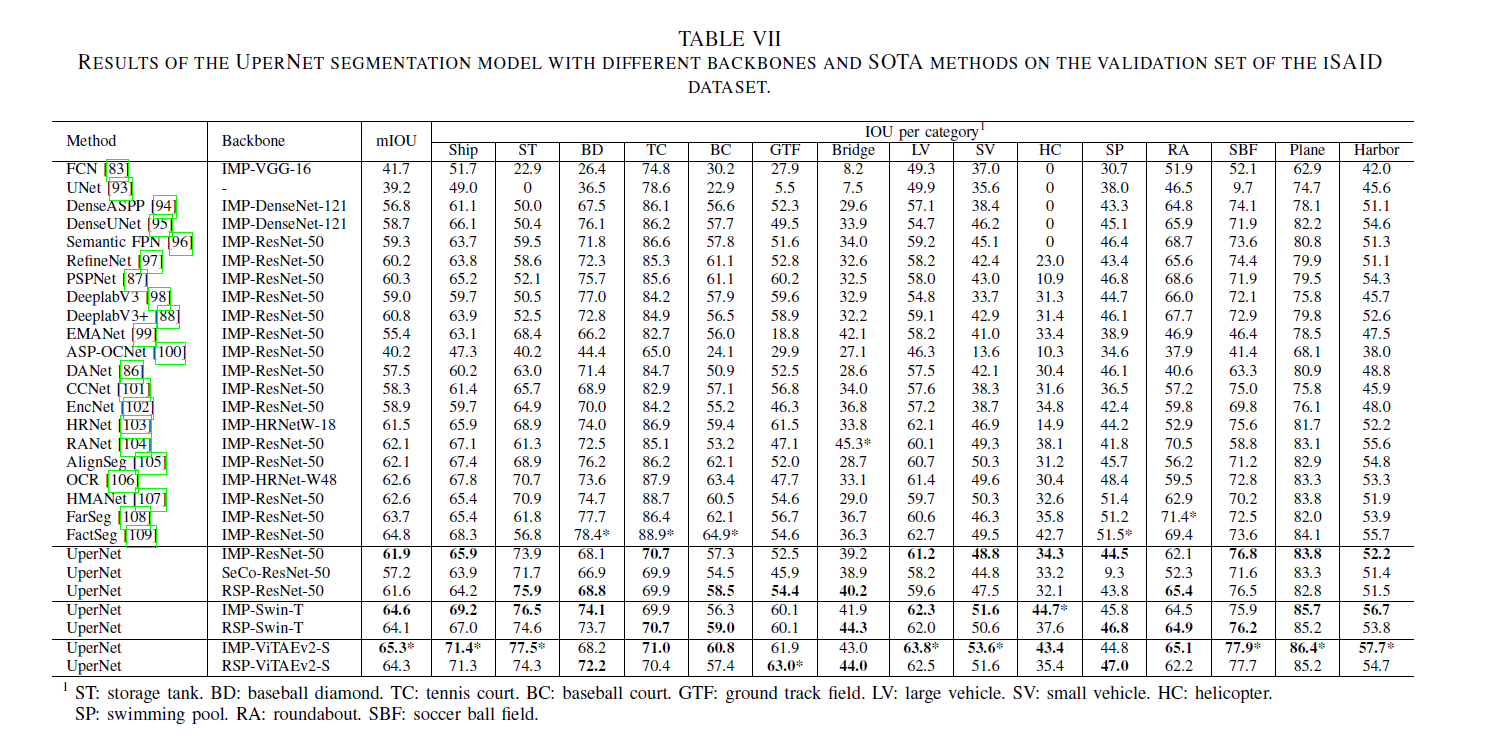 TABLE VII
RESULTS OF THE UPERNET SEGMENTATION MODEL WITH DIFFERENT BACKBONES AND SOTA METHODS ON THE VALIDATION SET OF THE ISAID
DATASET.
Method Backbone mIOU IOU per category1
Ship ST BD TC BC GTF Bridge LV SV HC SP RA SBF Plane Harbor
FCN [83] IMP-VGG-16 41.7 51.7 22.9 26.4 74.8 30.2 27.9 8.2 49.3 37.0 0 30.7 51.9 52.1 62.9 42.0
UNet [93] - 39.2 49.0 0 36.5 78.6 22.9 5.5 7.5 49.9 35.6 0 38.0 46.5 9.7 74.7 45.6
DenseASPP [94] IMP-DenseNet-121 56.8 61.1 50.0 67.5 86.1 56.6 52.3 29.6 57.1 38.4 0 43.3 64.8 74.1 78.1 51.1
DenseUNet [95] IMP-DenseNet-121 58.7 66.1 50.4 76.1 86.2 57.7 49.5 33.9 54.7 46.2 0 45.1 65.9 71.9 82.2 54.6
Semantic FPN [96] IMP-ResNet-50 59.3 63.7 59.5 71.8 86.6 57.8 51.6 34.0 59.2 45.1 0 46.4 68.7 73.6 80.8 51.3
RefineNet [97] IMP-ResNet-50 60.2 63.8 58.6 72.3 85.3 61.1 52.8 32.6 58.2 42.4 23.0 43.4 65.6 74.4 79.9 51.1
PSPNet [87] IMP-ResNet-50 60.3 65.2 52.1 75.7 85.6 61.1 60.2 32.5 58.0 43.0 10.9 46.8 68.6 71.9 79.5 54.3
DeeplabV3 [98] IMP-ResNet-50 59.0 59.7 50.5 77.0 84.2 57.9 59.6 32.9 54.8 33.7 31.3 44.7 66.0 72.1 75.8 45.7
DeeplabV3+ [88] IMP-ResNet-50 60.8 63.9 52.5 72.8 84.9 56.5 58.9 32.2 59.1 42.9 31.4 46.1 67.7 72.9 79.8 52.6
EMANet [99] IMP-ResNet-50 55.4 63.1 68.4 66.2 82.7 56.0 18.8 42.1 58.2 41.0 33.4 38.9 46.9 46.4 78.5 47.5
ASP-OCNet [100] IMP-ResNet-50 40.2 47.3 40.2 44.4 65.0 24.1 29.9 27.1 46.3 13.6 10.3 34.6 37.9 41.4 68.1 38.0
DANet [86] IMP-ResNet-50 57.5 60.2 63.0 71.4 84.7 50.9 52.5 28.6 57.5 42.1 30.4 46.1 40.6 63.3 80.9 48.8
CCNet [101] IMP-ResNet-50 58.3 61.4 65.7 68.9 82.9 57.1 56.8 34.0 57.6 38.3 31.6 36.5 57.2 75.0 75.8 45.9
EncNet [102] IMP-ResNet-50 58.9 59.7 64.9 70.0 84.2 55.2 46.3 36.8 57.2 38.7 34.8 42.4 59.8 69.8 76.1 48.0
HRNet [103] IMP-HRNetW-18 61.5 65.9 68.9 74.0 86.9 59.4 61.5 33.8 62.1 46.9 14.9 44.2 52.9 75.6 81.7 52.2
RANet [104] IMP-ResNet-50 62.1 67.1 61.3 72.5 85.1 53.2 47.1 45.3* 60.1 49.3 38.1 41.8 70.5 58.8 83.1 55.6
AlignSeg [105] IMP-ResNet-50 62.1 67.4 68.9 76.2 86.2 62.1 52.0 28.7 60.7 50.3 31.2 45.7 56.2 71.2 82.9 54.8
OCR [106] IMP-HRNet-W48 62.6 67.8 70.7 73.6 87.9 63.4 47.7 33.1 61.4 49.6 30.4 48.4 59.5 72.8 83.3 53.3
HMANet [107] IMP-ResNet-50 62.6 65.4 70.9 74.7 88.7 60.5 54.6 29.0 59.7 50.3 32.6 51.4 62.9 70.2 83.8 51.9
FarSeg [108] IMP-ResNet-50 63.7 65.4 61.8 77.7 86.4 62.1 56.7 36.7 60.6 46.3 35.8 51.2 71.4* 72.5 82.0 53.9
FactSeg [109] IMP-ResNet-50 64.8 68.3 56.8 78.4* 88.9* 64.9* 54.6 36.3 62.7 49.5 42.7 51.5* 69.4 73.6 84.1 55.7
UperNet IMP-ResNet-50 61.9 65.9 73.9 68.1 70.7 57.3 52.5 39.2 61.2 48.8 34.3 44.5 62.1 76.8 83.8 52.2
UperNet SeCo-ResNet-50 57.2 63.9 71.7 66.9 69.9 54.5 45.9 38.9 58.2 44.8 33.2 9.3 52.3 71.6 83.3 51.4
UperNet RSP-ResNet-50 61.6 64.2 75.9 68.8 69.9 58.5 54.4 40.2 59.6 47.5 32.1 43.8 65.4 76.5 82.8 51.5
UperNet IMP-Swin-T 64.6 69.2 76.5 74.1 69.9 56.3 60.1 41.9 62.3 51.6 44.7* 45.8 64.5 75.9 85.7 56.7
UperNet RSP-Swin-T 64.1 67.0 74.6 73.7 70.7 59.0 60.1 44.3 62.0 50.6 37.6 46.8 64.9 76.2 85.2 53.8
UperNet IMP-ViTAEv2-S 65.3* 71.4* 77.5* 68.2 71.0 60.8 61.9 43.0 63.8* 53.6* 43.4 44.8 65.1 77.9* 86.4* 57.7*
UperNet RSP-ViTAEv2-S 64.3 71.3 74.3 72.2 70.4 57.4 63.0* 44.0 62.5 51.6 35.4 47.0 62.2 77.7 85.2 54.7
1 ST: storage tank. BD: baseball diamond. TC: tennis court. BC: baseball court. GTF: ground track field. LV: large vehicle. SV: small vehicle. HC: helicopter.
SP: swimming pool. RA: roundabout. SBF: soccer ball field.